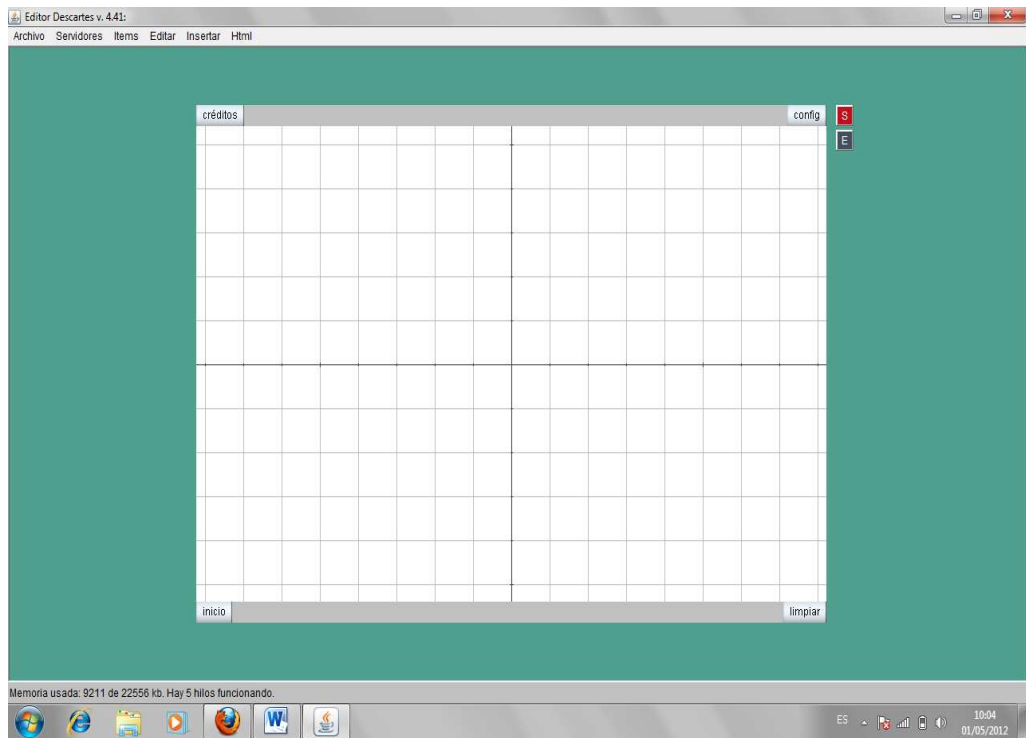 Editor Descartes v. 4.41:
Archivo Servidores Items Editar Insertar Html
créditos config S
E
inicio limpiar
Memoria usada: 9211 de 22556 kb. Hay 5 hilos funcionando.
W ES 10:04
01/05/2012